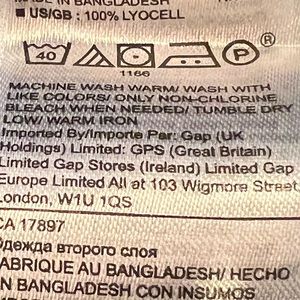 MADE IN BANGLADESH
■ US/GB : 100% LYOCELL
40 P ®
1166
MACHINE WASH WARM/ WASH WITH
LIKE COLORS/ ONLY NON-CHLORINE
BLEACH WHEN NEEDED/ TUMBLE DRY
LOW/ WARM IRON
Imported By/Importe Par: Gap (UK
Holdings) Limited: GPS (Great Britain)
Limited Gap Stores (Ireland) Limited Gap
Europe Limited All at 103 Wigmore Street
London, W1U 1QS
CA 17897
Одежда второго слоя
FABRIQUE AU BANGLADESH/ HECHO
EN BANGLADESH CON INSUMOS